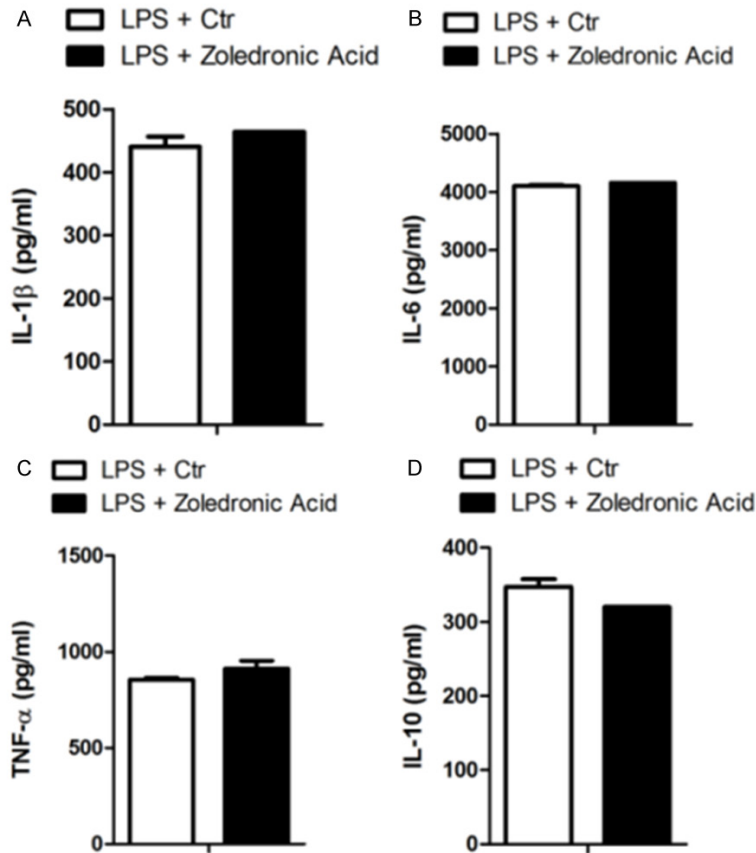 A
LPS + Ctr
LPS + Zoledronic Acid
500
400
300
200
100
0
IL-1β (pg/ml)
B
LPS + Ctr
LPS + Zoledronic Acid
5000
4000
3000
2000
1000
0
IL-6 (pg/ml)
C
LPS + Ctr
LPS + Zoledronic Acid
1500
1000
500
0
TNF-α (pg/ml)
D
LPS + Ctr
LPS + Zoledronic Acid
400
300
200
100
0
IL-10 (pg/ml)